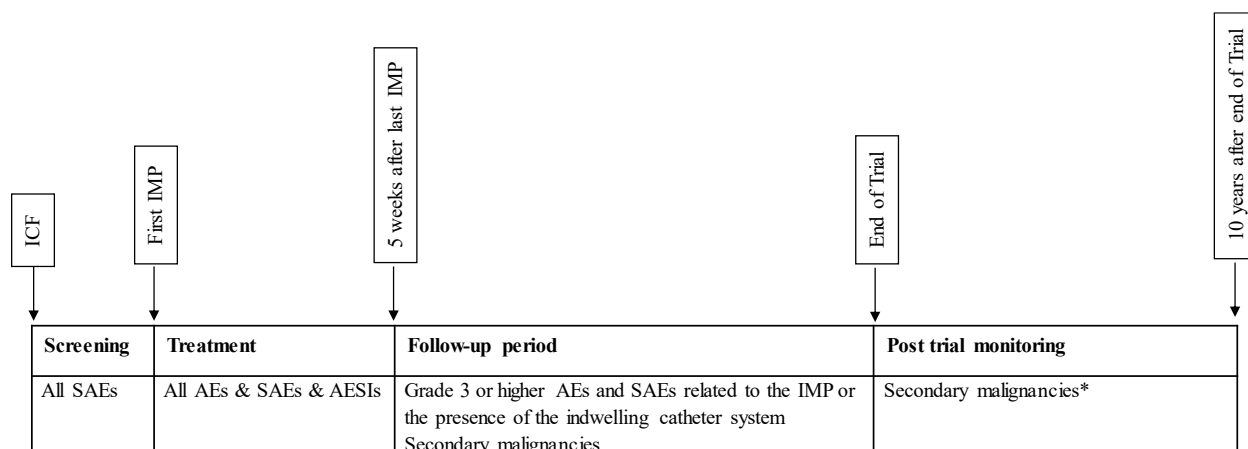 ICF
First IMP
5 weeks after last IMP
End of Trial
10 years after end of Trial
Screening
Treatment
Follow-up period
Post trial monitoring
All SAEs
All AEs & SAEs & AESIs
Grade 3 or higher AEs and SAEs related to the IMP or
the presence of the indwelling catheter system
Secondary malignancies
Secondary malignancies*